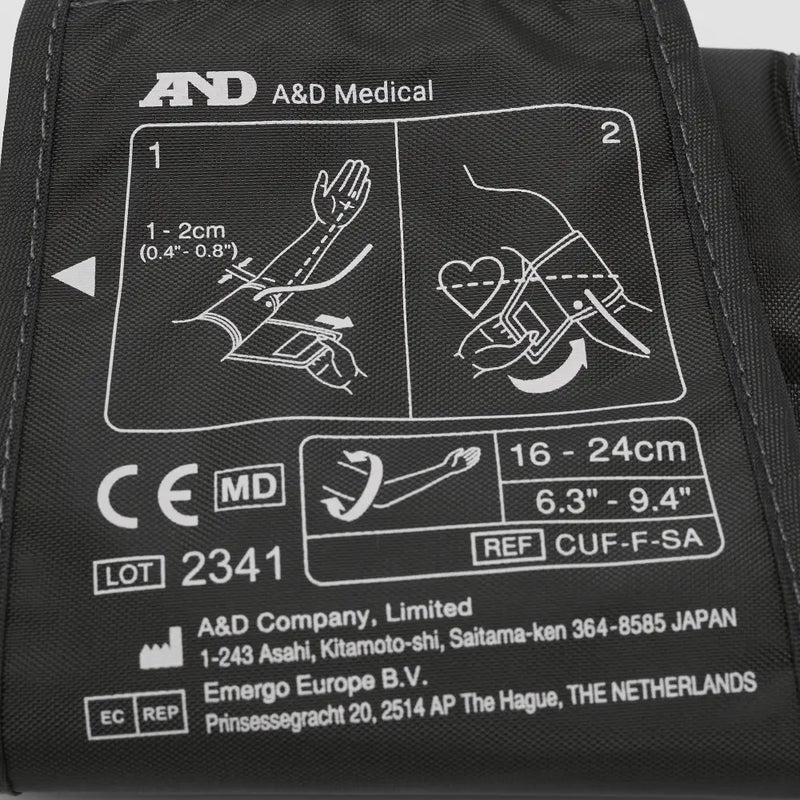 AND A&D Medical
1
2
1 - 2cm
(0.4" - 0.8")
CE MD
16 - 24cm
6.3" - 9.4"
REF CUF-F-SA
LOT 2341
A&D Company, Limited
1-243 Asahi, Kitamoto-shi, Saitama-ken 364-8585 JAPAN
EC REP
Emergo Europe B.V.
Prinsessegracht 20, 2514 AP The Hague, THE NETHERLANDS